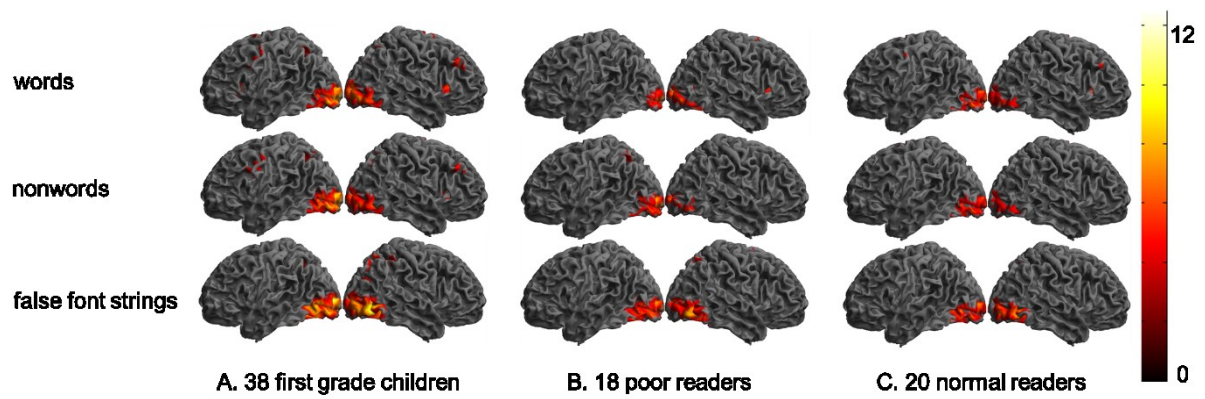 words
nonwords
false font strings
A. 38 first grade children
B. 18 poor readers
C. 20 normal readers
12
0